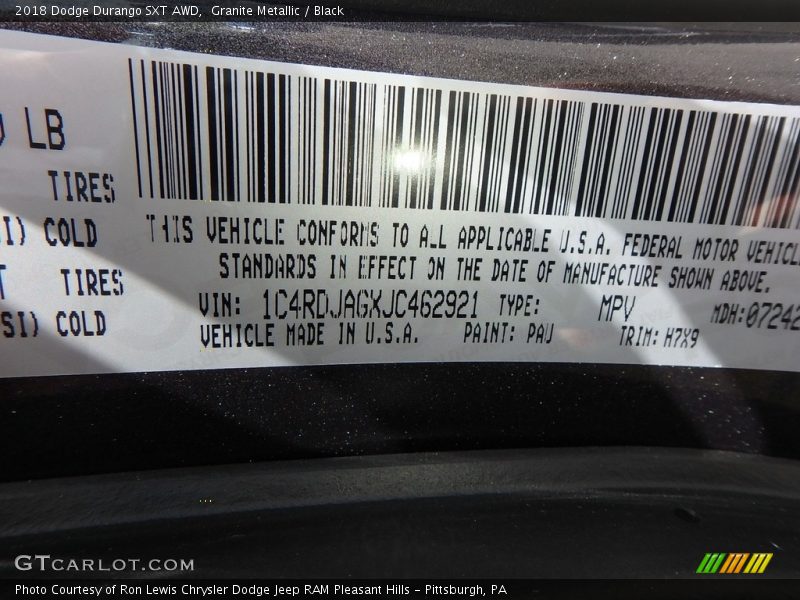 2018 Dodge Durango SXT AWD,  Granite Metallic / Black
LB
TIRES
COLD
TIRES
COLD
THIS VEHICLE CONFORMS TO ALL APPLICABLE U.S.A. FEDERAL MOTOR VEHICLE
STANDARDS IN EFFECT ON THE DATE OF MANUFACTURE SHOWN ABOVE.
VIN: 1C4RDJAGXJC462921 TYPE: MPV MDH:07242
VEHICLE MADE IN U.S.A. PAINT: PAU TRIM: H7X9
GTCARLOT.COM
Photo Courtesy of Ron Lewis Chrysler Dodge Jeep RAM Pleasant Hills - Pittsburgh, PA